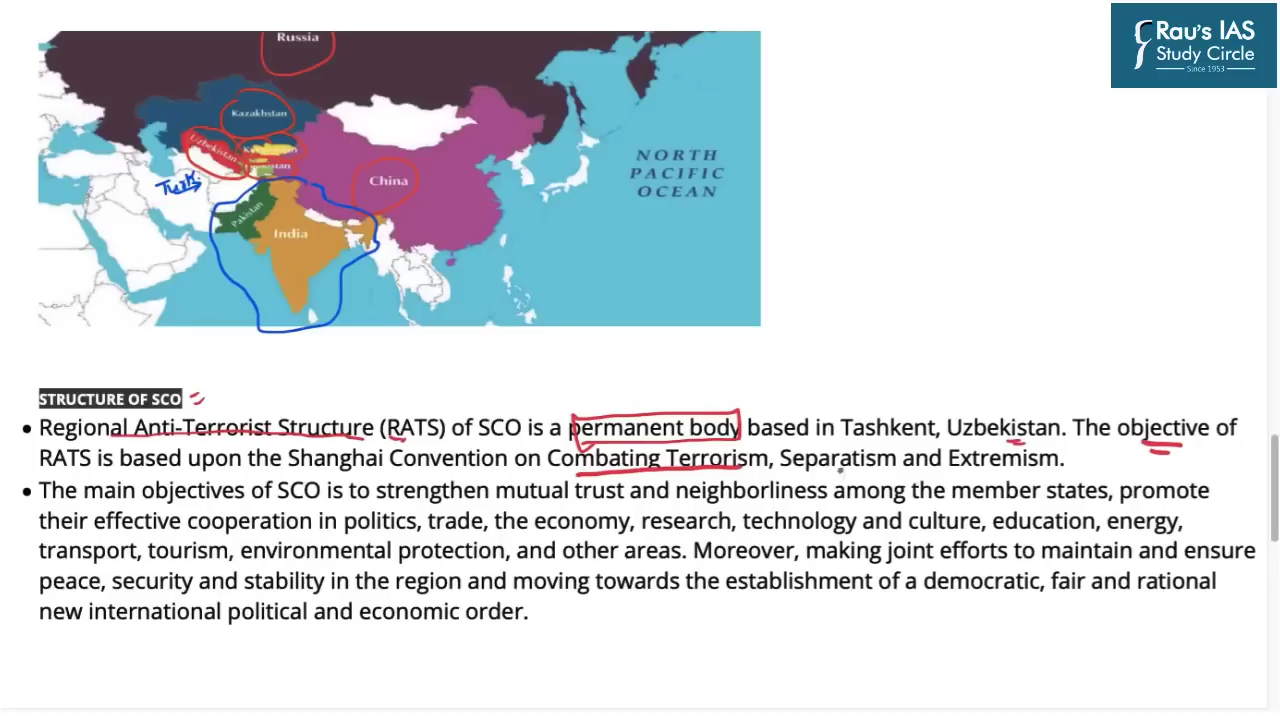 Rau's IAS
Study Circle
Since 1953
Russia
Kazakhstan
Uzbekistan
China
Pakistan
India
NORTH
PACIFIC
OCEAN
STRUCTURE OF SCO
• Regional Anti-Terrorist Structure (RATS) of SCO is a permanent body based in Tashkent, Uzbekistan. The objective of
RATS is based upon the Shanghai Convention on Combating Terrorism, Separatism and Extremism.
• The main objectives of SCO is to strengthen mutual trust and neighborliness among the member states, promote
their effective cooperation in politics, trade, the economy, research, technology and culture, education, energy,
transport, tourism, environmental protection, and other areas. Moreover, making joint efforts to maintain and ensure
peace, security and stability in the region and moving towards the establishment of a democratic, fair and rational
new international political and economic order.